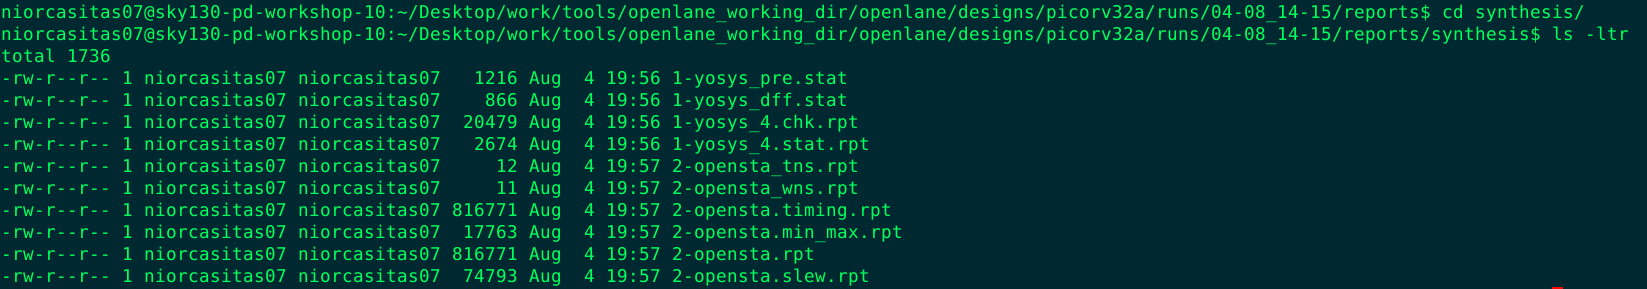 niorcasitas07@sky130-pd-workshop-10:~/Desktop/work/tools/openlane_working_dir/openlane/designs/picorv32a/runs/04-08_14-15/reports$ cd synthesis/
niorcasitas07@sky130-pd-workshop-10:~/Desktop/work/tools/openlane_working_dir/openlane/designs/picorv32a/runs/04-08_14-15/reports/synthesis$ ls -ltr
total 1736
-rw-r--r-- 1 niorcasitas07 niorcasitas07   1216 Aug  4 19:56 1-yosys_pre.stat
-rw-r--r-- 1 niorcasitas07 niorcasitas07    866 Aug  4 19:56 1-yosys_dff.stat
-rw-r--r-- 1 niorcasitas07 niorcasitas07  20479 Aug  4 19:56 1-yosys_4.chk.rpt
-rw-r--r-- 1 niorcasitas07 niorcasitas07   2674 Aug  4 19:56 1-yosys_4.stat.rpt
-rw-r--r-- 1 niorcasitas07 niorcasitas07     12 Aug  4 19:57 2-opensta_tns.rpt
-rw-r--r-- 1 niorcasitas07 niorcasitas07     11 Aug  4 19:57 2-opensta_wns.rpt
-rw-r--r-- 1 niorcasitas07 niorcasitas07 816771 Aug  4 19:57 2-opensta.timing.rpt
-rw-r--r-- 1 niorcasitas07 niorcasitas07  17763 Aug  4 19:57 2-opensta.min_max.rpt
-rw-r--r-- 1 niorcasitas07 niorcasitas07 816771 Aug  4 19:57 2-opensta.rpt
-rw-r--r-- 1 niorcasitas07 niorcasitas07  74793 Aug  4 19:57 2-opensta.slew.rpt